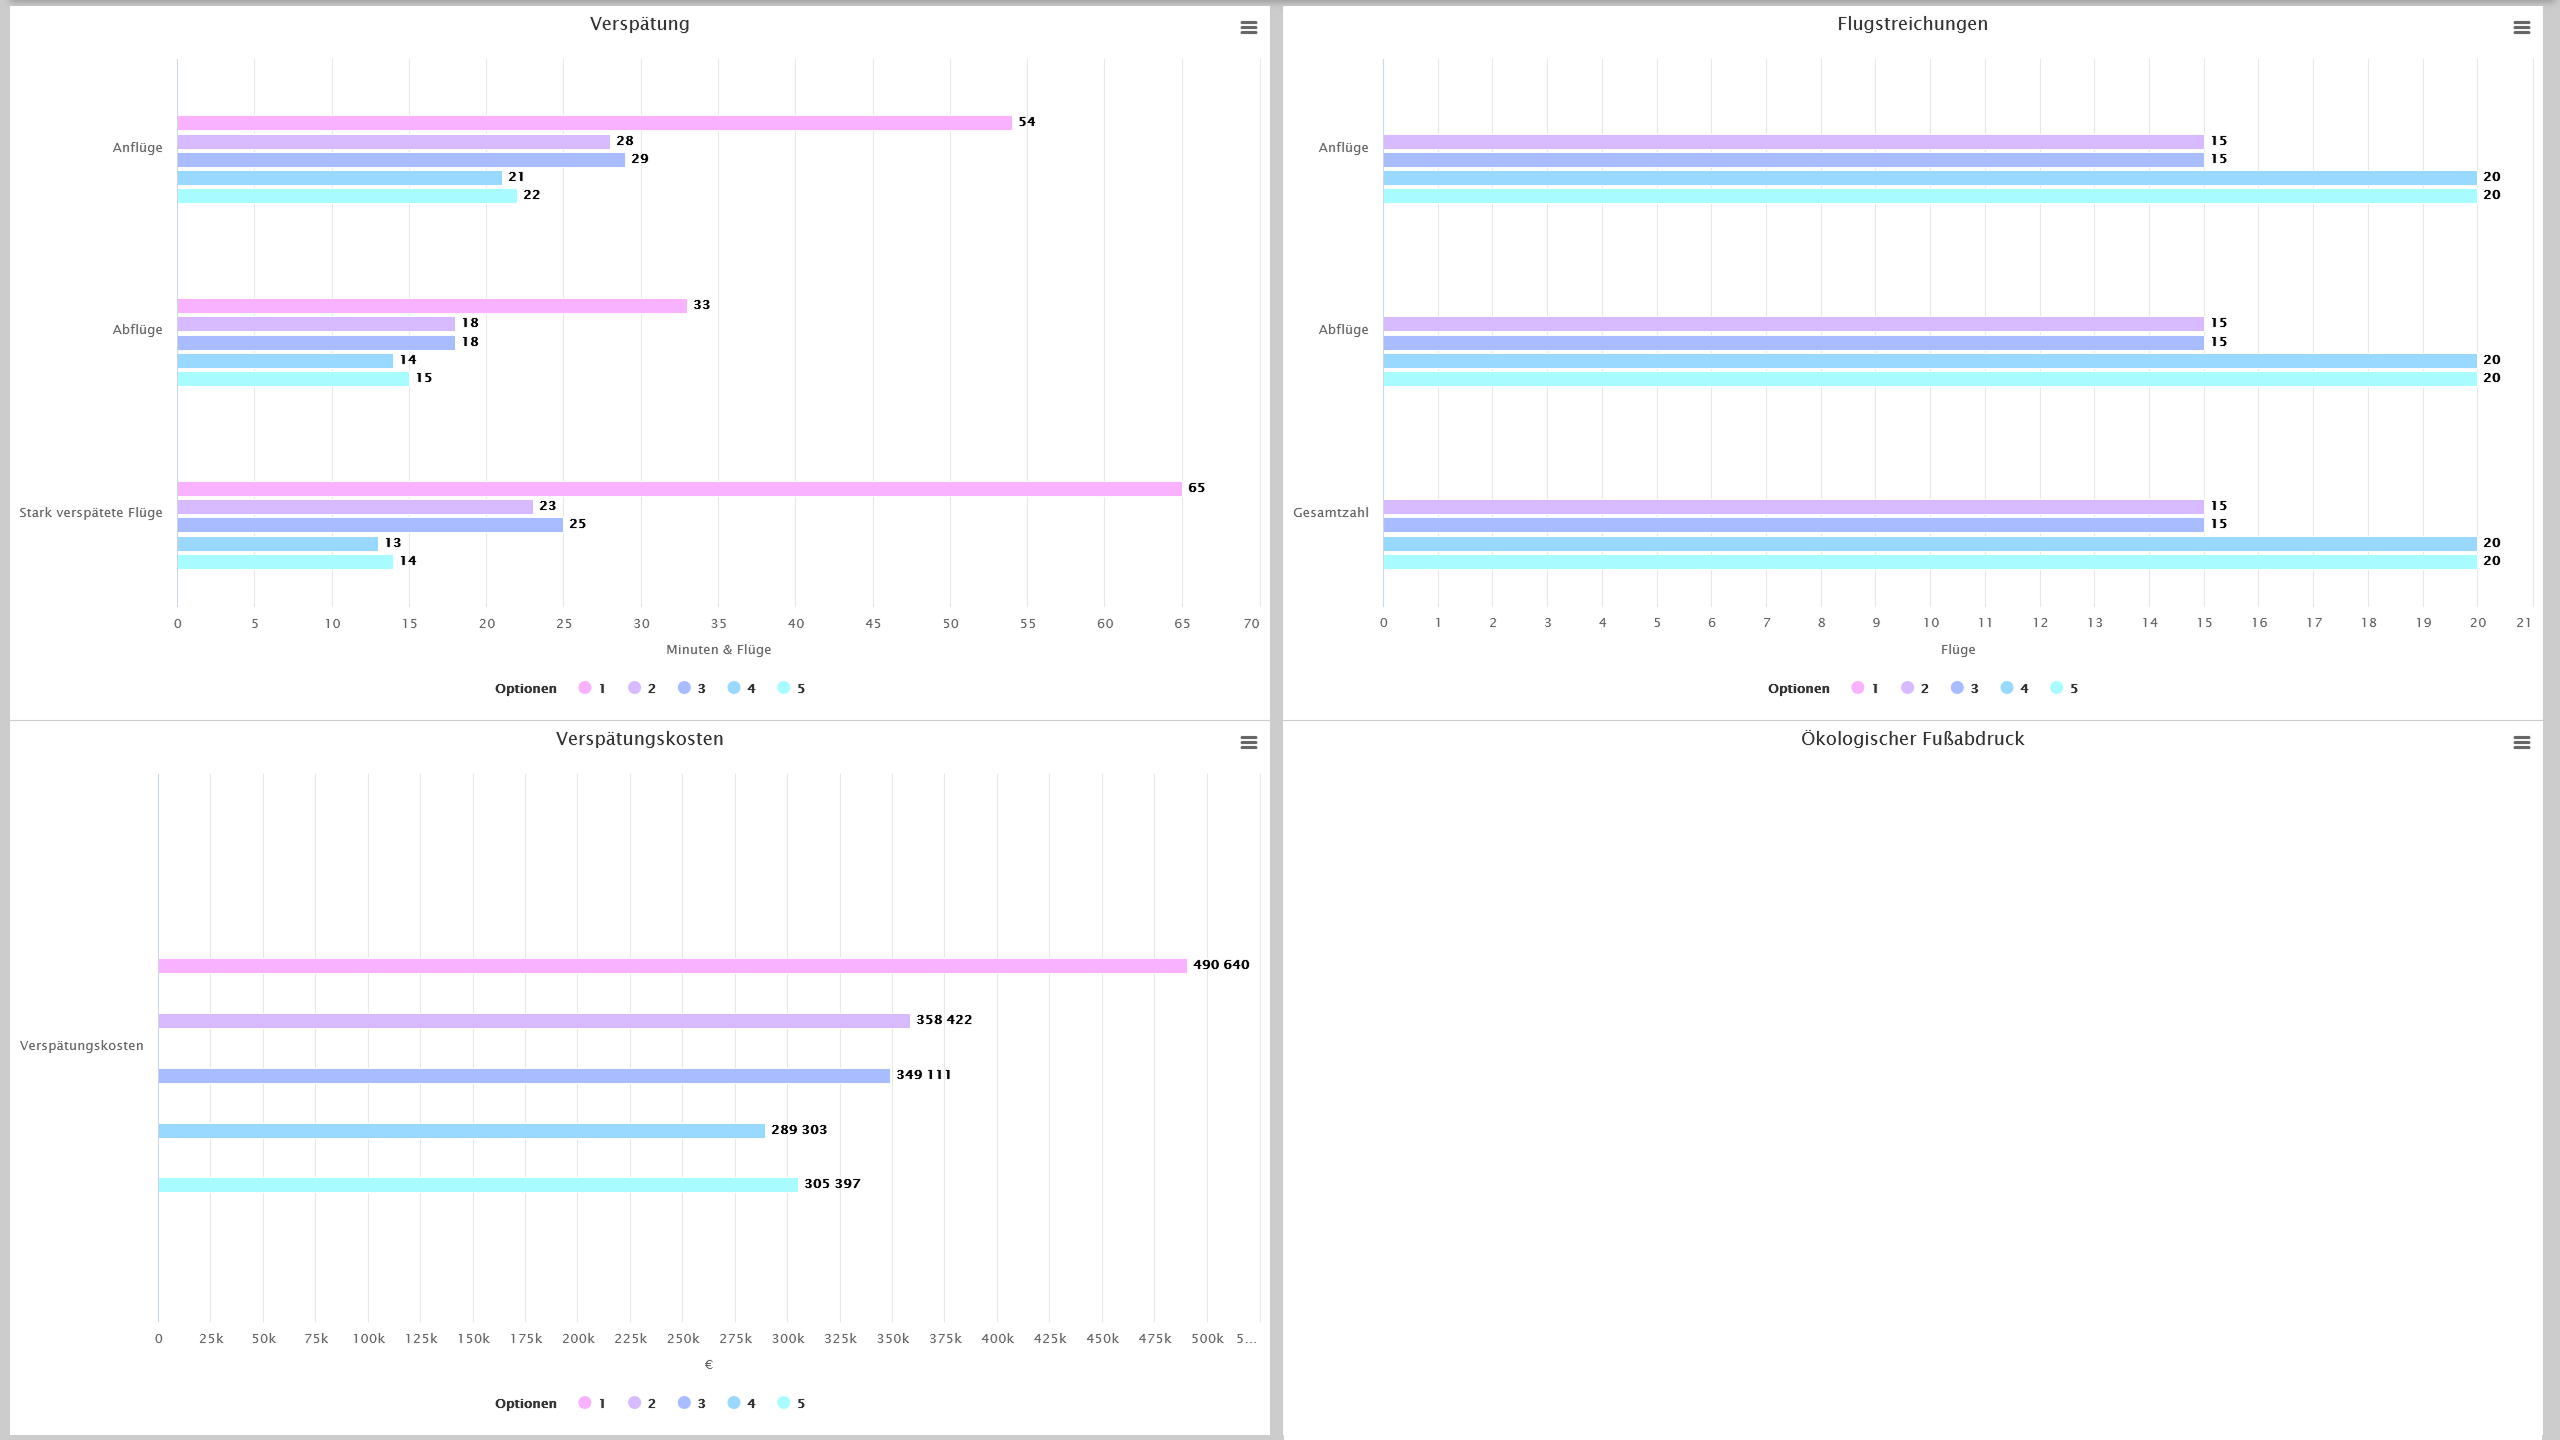 Verspätung
Anflüge
54
28
29
21
22
Abflüge
33
18
18
14
15
Stark verspätete Flüge
65
23
25
13
14
0 5 10 15 20 25 30 35 40 45 50 55 60 65 70
Minuten & Flüge
Optionen 1 2 3 4 5
Flugstreichungen
Anflüge
15
15
20
20
Abflüge
15
15
20
20
Gesamtzahl
15
15
20
20
0 1 2 3 4 5 6 7 8 9 10 11 12 13 14 15 16 17 18 19 20 21
Flüge
Optionen 1 2 3 4 5
Verspätungskosten
Verspätungskosten
490 640
358 422
349 111
289 303
305 397
0 25k 50k 75k 100k 125k 150k 175k 200k 225k 250k 275k 300k 325k 350k 375k 400k 425k 450k 475k 500k 5...
€
Optionen 1 2 3 4 5
Ökologischer Fußabdruck